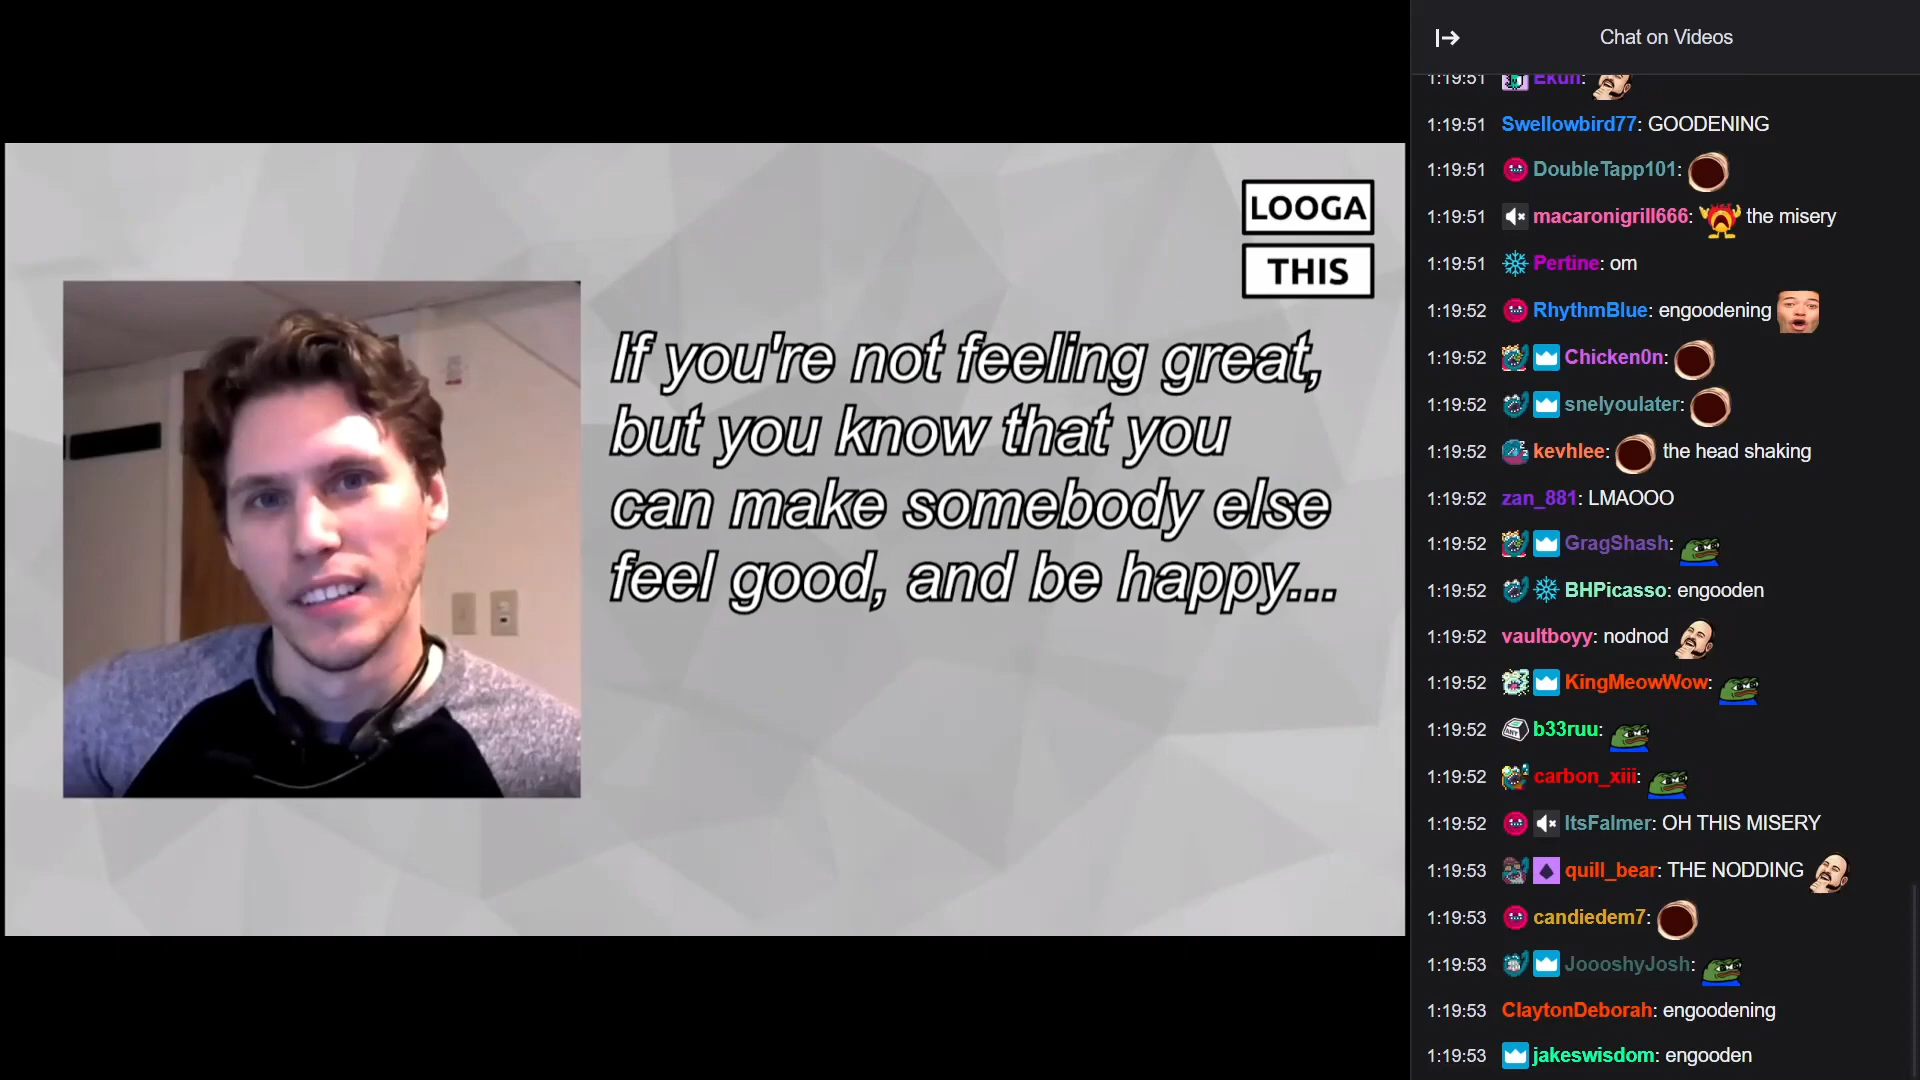 LOOGA
THIS
If you're not feeling great,
but you know that you
can make somebody else
feel good, and be happy...
Chat on Videos
1:19:51 Ekun:
1:19:51 Swellowbird77: GOODENING
1:19:51 DoubleTapp101:
1:19:51 macaronigrill666: the misery
1:19:51 Pertine: om
1:19:52 RhythmBlue: engoodening
1:19:52 Chicken0n:
1:19:52 snelyoulater:
1:19:52 kevhlee: the head shaking
1:19:52 zan_881: LMAOOO
1:19:52 GragShash:
1:19:52 BHPicasso: engooden
1:19:52 vaultboyy: nodnod
1:19:52 KingMeowWow:
1:19:52 b33ruu:
1:19:52 carbon_xiii:
1:19:52 ItsFalmer: OH THIS MISERY
1:19:53 quill_bear: THE NODDING
1:19:53 candiedem7:
1:19:53 JoooshyJosh:
1:19:53 ClaytonDeborah: engoodening
1:19:53 jakeswisdom: engooden